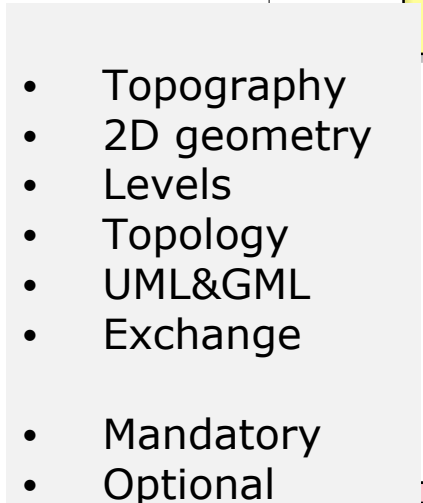 • Topography
• 2D geometry
• Levels
• Topology
• UML&GML
• Exchange
• Mandatory
• Optional